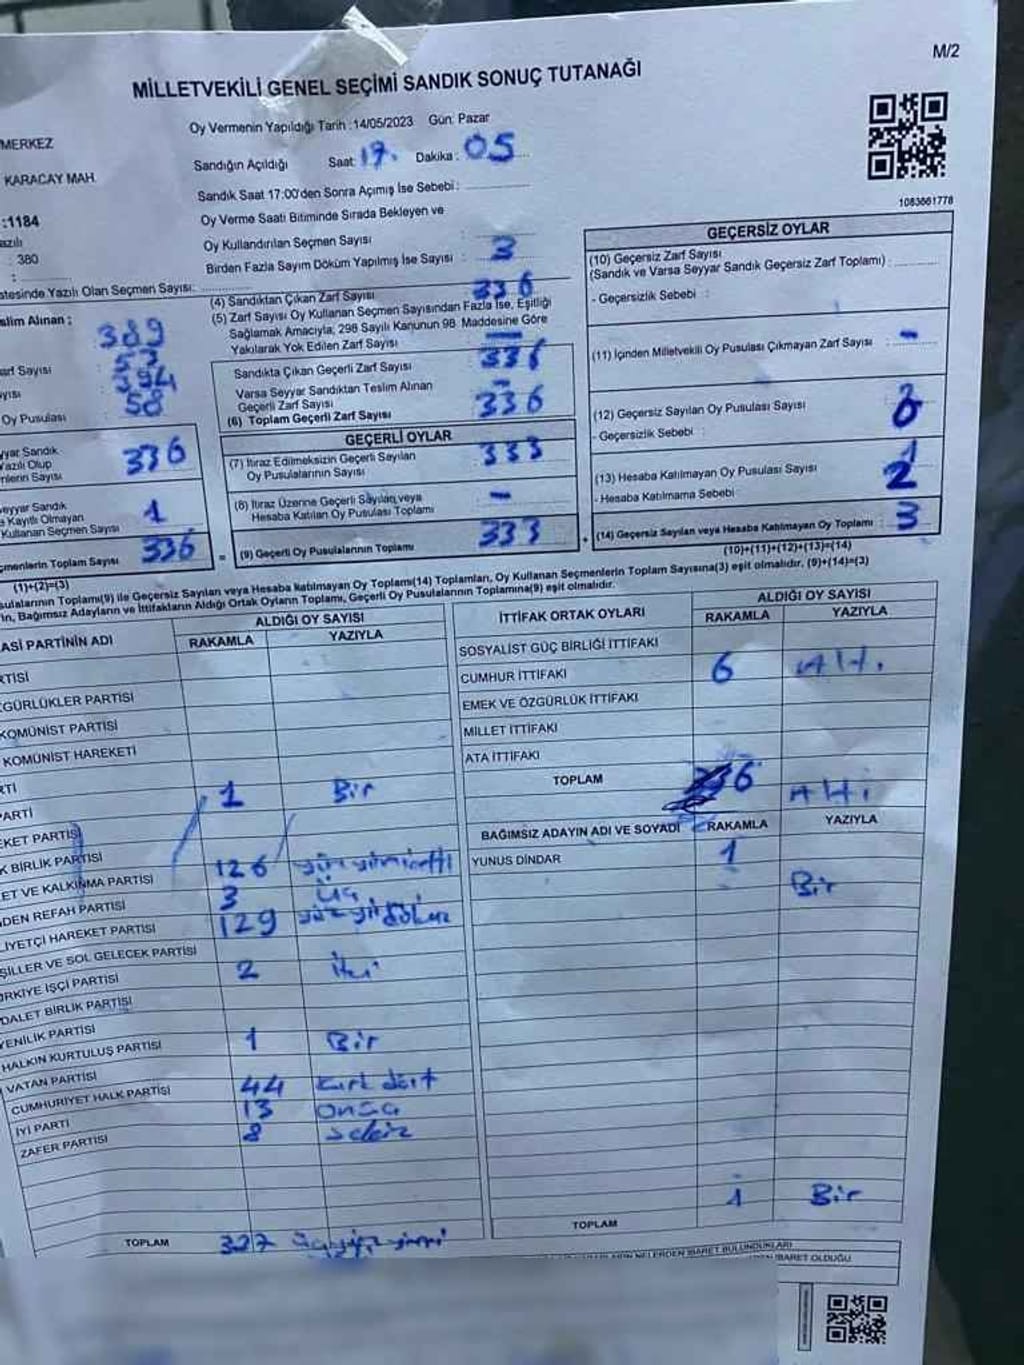 M/2
MİLLETVEKİLİ GENEL SEÇİMİ SANDIK SONUÇ TUTANAĞI
MERKEZ
KARACAY MAH.
:1184
: 380
Oy Vermenin Yapıldığı Tarih :14/05/2023 Gün: Pazar
Sandığın Açıldığı Saat: 17. Dakika : 05
Sandık Saat 17:00'den Sonra Açımış İse Sebebi :
Oy Verme Saati Bitiminde Sırada Bekleyen ve
Oy Kullandırılan Seçmen Sayısı :
Birden Fazla Sayım Döküm Yapılmış İse Sayısı : 3
1083661778
stesinde Yazılı Olan Seçmen Sayısı:
slim Alınan : 389
arf Sayısı : 53
yısı : 394
Oy Pusulası : 58
yyar Sandık
Yazılı Olup
nlerin Sayısı 336
eyyar Sandık
e Kayıtlı Olmayan
Kullanan Seçmen Sayısı 1
çmenlerin Toplam Sayısı 336
(1)+(2)=(3)
(4) Sandıktan Çıkan Zarf Sayısı 336
(5) Zarf Sayısı Oy Kullanan Seçmen Sayısından Fazla İse, Eşitliği
Sağlamak Amacıyla, 298 Sayılı Kanunun 98. Maddesine Göre
Yakılarak Yok Edilen Zarf Sayısı : -
Sandıkta Çıkan Geçerli Zarf Sayısı : 336
Varsa Seyyar Sandıktan Teslim Alınan
Geçerli Zarf Sayısı : -
(6) Toplam Geçerli Zarf Sayısı 336
GEÇERLİ OYLAR
(7) İtiraz Edilmeksizin Geçerli Sayılan
Oy Pusulalarının Sayısı : 333
(8) İtiraz Üzerine Geçerli Sayılan veya
Hesaba Katılan Oy Pusulası Toplamı : -
= (9) Geçerli Oy Pusulalarının Toplamı 333
GEÇERSİZ OYLAR
(10) Geçersiz Zarf Sayısı
(Sandık ve Varsa Seyyar Sandık Geçersiz Zarf Toplamı) :
- Geçersizlik Sebebi :
(11) İçinden Milletvekili Oy Pusulası Çıkmayan Zarf Sayısı : -
(12) Geçersiz Sayılan Oy Pusulası Sayısı :
- Geçersizlik Sebebi :
(13) Hesaba Katılmayan Oy Pusulası Sayısı : 2
- Hesaba Katılmama Sebebi :
+ (14) Geçersiz Sayılan veya Hesaba Katılmayan Oy Toplamı : 3
(10)+(11)+(12)+(13)=(14)
sulalarının Toplamı(9) ile Geçersiz Sayılan veya Hesaba Katılmayan Oy Toplamı(14) Toplamları, Oy Kullanan Seçmenlerin Toplam Sayısına(3) eşit olmalıdır. (9)+(14)=(3)
rin, Bağımsız Adayların ve İttifakların Aldığı Ortak Oyların Toplamı, Geçerli Oy Pusulalarının Toplamına(9) eşit olmalıdır.
ASİ PARTİNİN ADI
ALDIĞI OY SAYISI
RAKAMLA YAZIYLA
RTİSİ
ZGÜRLÜKLER PARTİSİ
KOMÜNİST PARTİSİ
KOMÜNİST HAREKETİ
RTİ 1 Bir
PARTİ
EKET PARTİSİ
K BİRLİK PARTİSİ
ET VE KALKINMA PARTİSİ 126
DEN REFAH PARTİSİ 3 üç
LİYETÇİ HAREKET PARTİSİ 129
ŞİLLER VE SOL GELECEK PARTİSİ
RKİYE İŞÇİ PARTİSİ 2 iki
DALET BİRLİK PARTİSİ
YENİLİK PARTİSİ
HALKIN KURTULUŞ PARTİSİ 1 Bir
VATAN PARTİSİ
CUMHURİYET HALK PARTİSİ 44 kırk dört
İYİ PARTİ 13
ZAFER PARTİSİ 8 sekiz
TOPLAM 327
İTTİFAK ORTAK OYLARI
ALDIĞI OY SAYISI
RAKAMLA YAZIYLA
SOSYALİST GÜÇ BİRLİĞİ İTTİFAKI
CUMHUR İTTİFAKI 6 Altı
EMEK VE ÖZGÜRLÜK İTTİFAKI
MİLLET İTTİFAKI
ATA İTTİFAKI
TOPLAM 6 Altı
BAĞIMSIZ ADAYIN ADI VE SOYADI RAKAMLA YAZIYLA
YUNUS DİNDAR 1 Bir
TOPLAM 1 Bir
NELERDEN İBARET BULUNDUKLARI
İBARET OLDUĞU